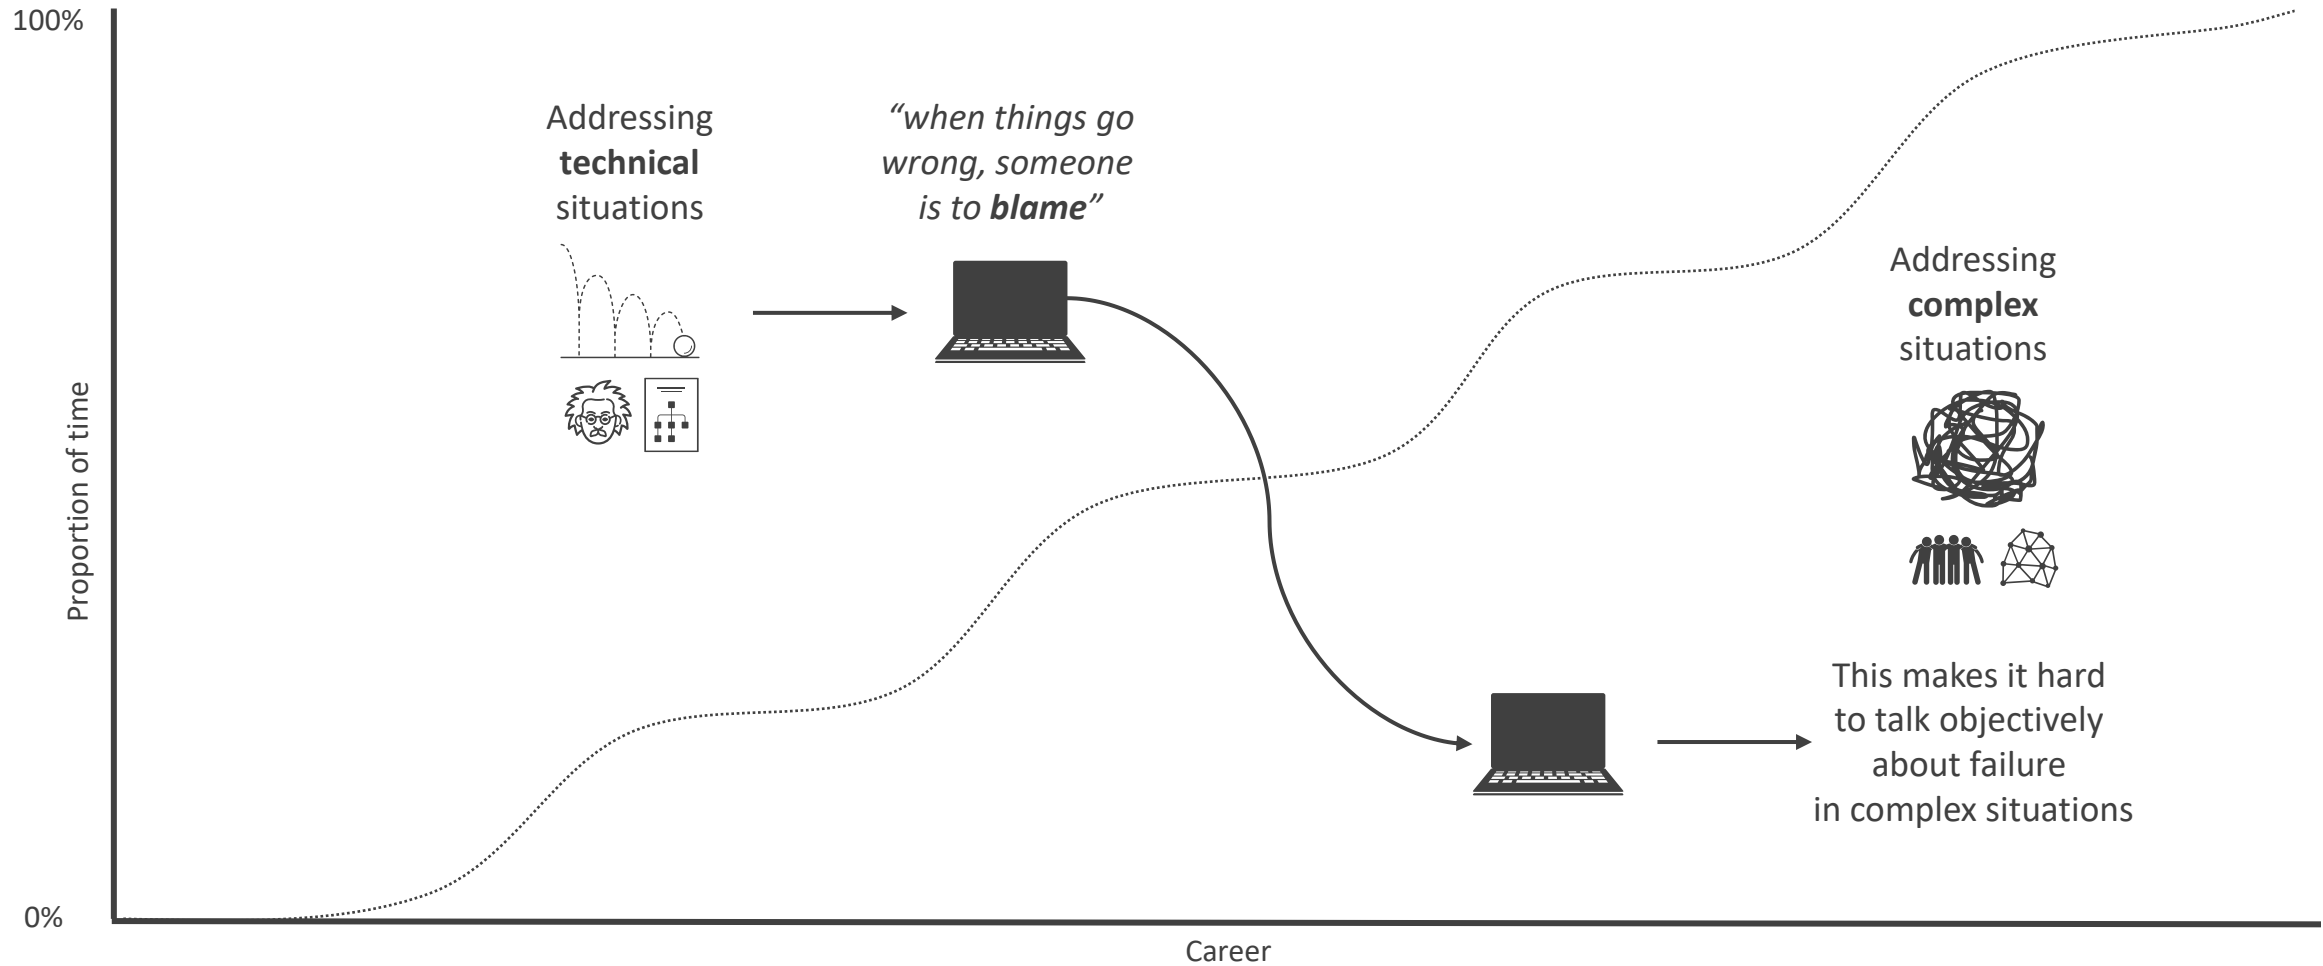 100%
Addressing
technical
situations
“when things go
wrong, someone
is to blame”
Addressing
complex
situations
Proportion of time
This makes it hard
to talk objectively
about failure
in complex situations
0%
Career